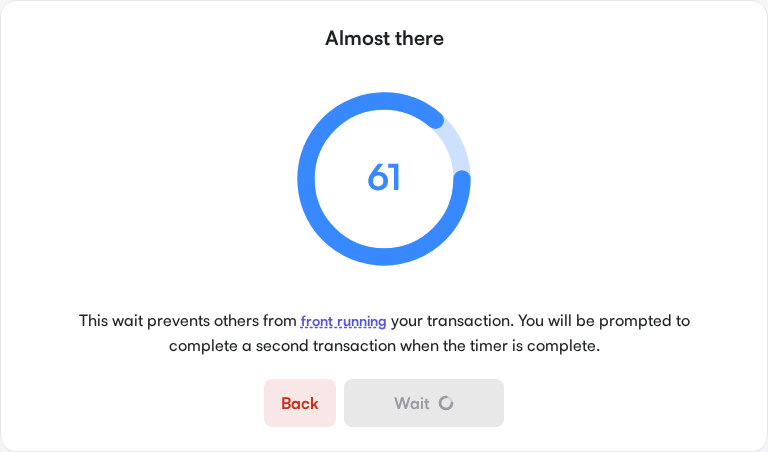 Almost there
61
This wait prevents others from front running your transaction. You will be prompted to
complete a second transaction when the timer is complete.
Back
Wait